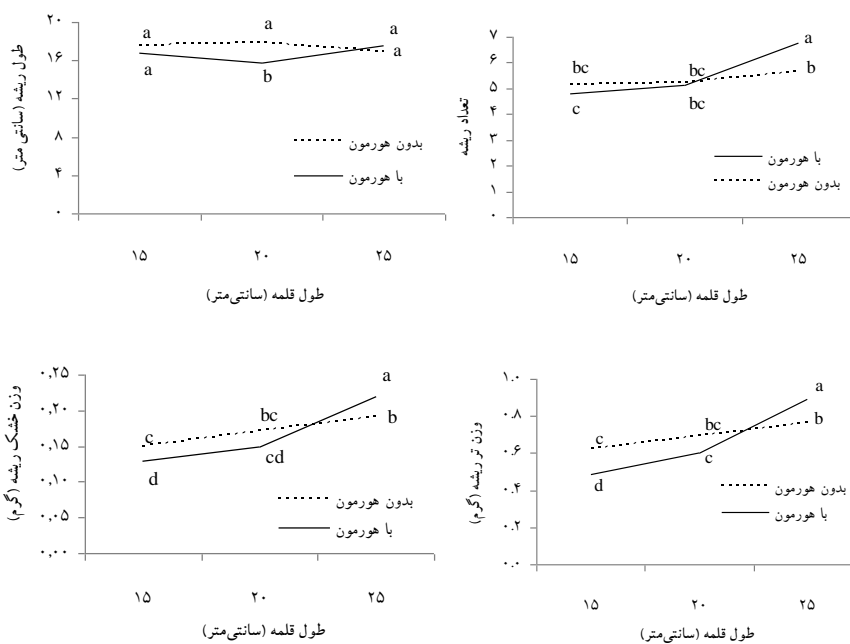 طول ریشه (سانتی متر)
۲۰
۱۶
۱۲
۸
۴
۰
a
a
a
a
b
a
بدون هورمون
با هورمون
۱۵
۲۰
۲۵
طول قلمه (سانتی‌متر)
تعداد ریشه
۷
۶
۵
۴
۳
۲
۱
۰
bc
bc
a
c
bc
b
با هورمون
بدون هورمون
۱۵
۲۰
۲۵
طول قلمه (سانتی‌متر)
وزن خشک ریشه (گرم)
۰,۲۵
۰,۲۰
۰,۱۵
۰,۱۰
۰,۰۵
۰,۰۰
c
bc
a
d
cd
b
بدون هورمون
با هورمون
۱۵
۲۰
۲۵
طول قلمه (سانتی‌متر)
وزن تر ریشه (گرم)
۱.۰
۰.۸
۰.۶
۰.۴
۰.۲
۰.۰
c
bc
a
d
c
b
بدون هورمون
با هورمون
۱۵
۲۰
۲۵
طول قلمه (سانتی‌متر)